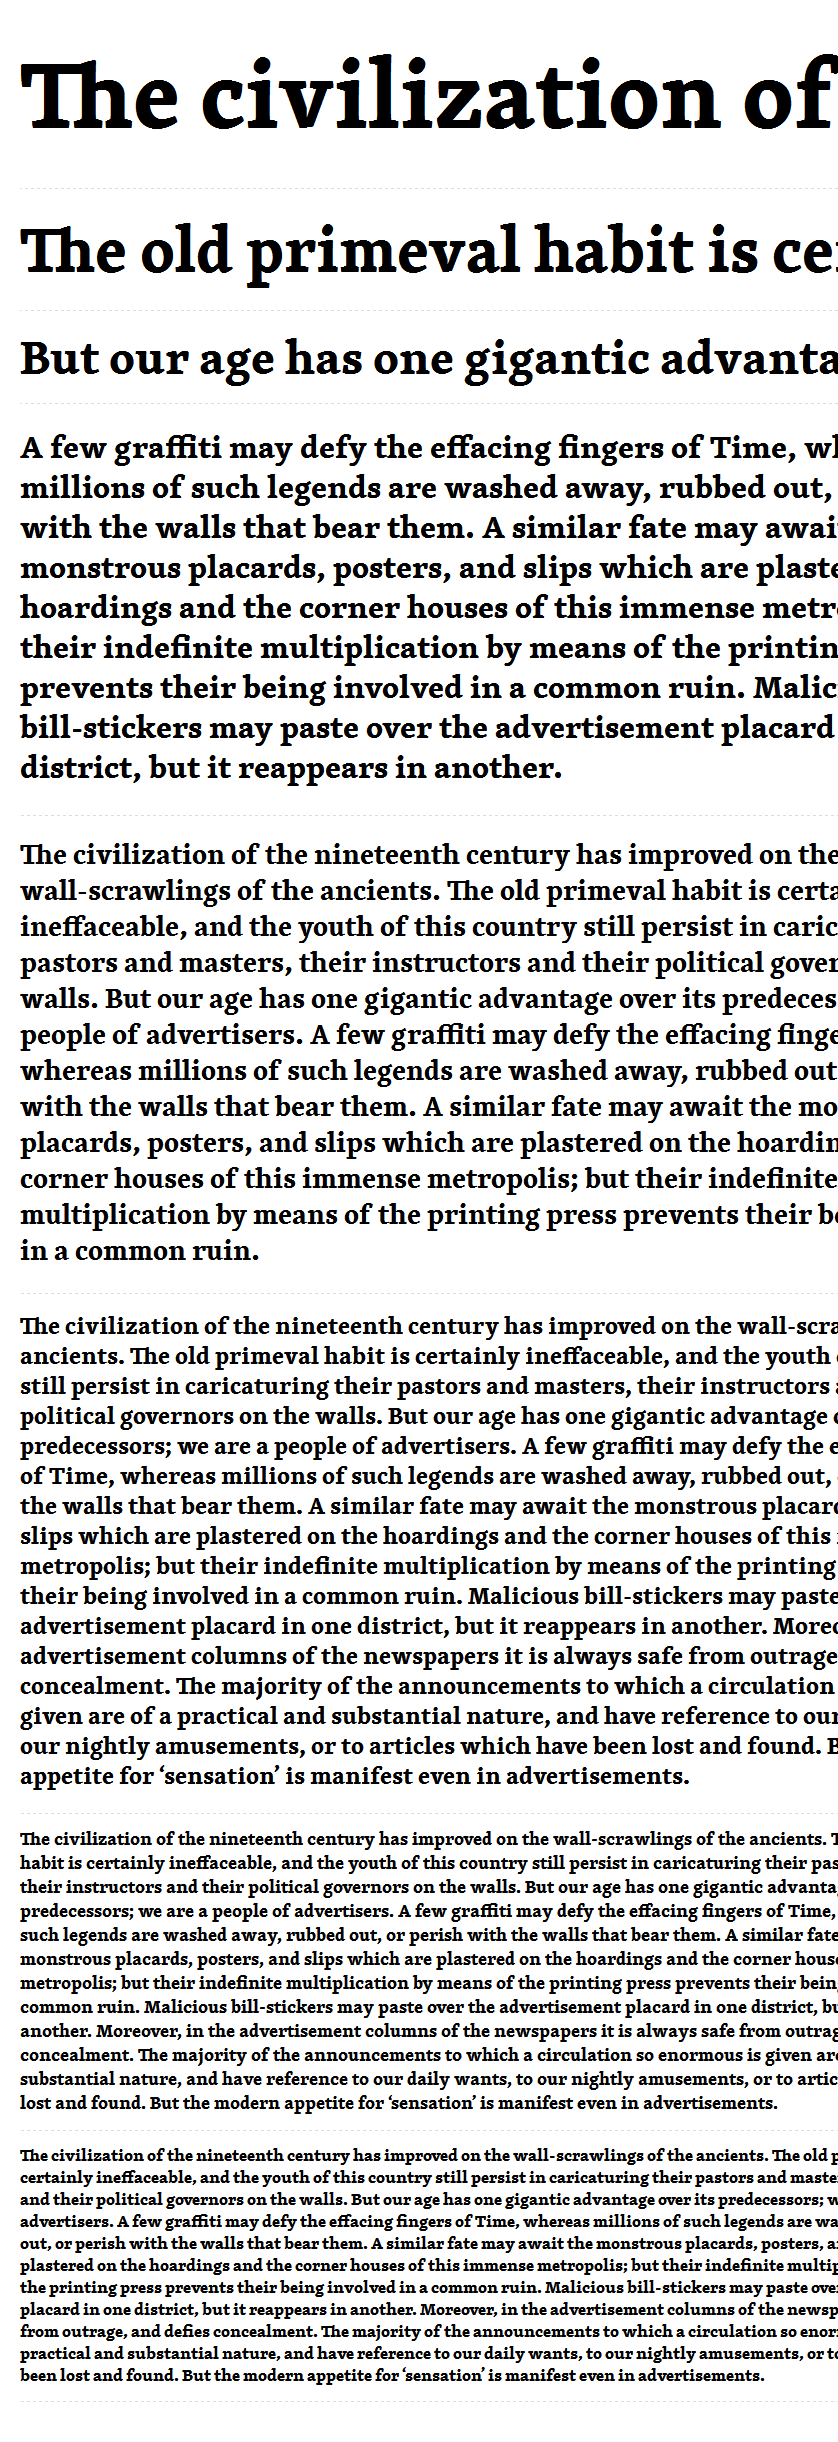 The civilization of
The old primeval habit is cer
But our age has one gigantic advanta
A few graffiti may defy the effacing fingers of Time, wh
millions of such legends are washed away, rubbed out,
with the walls that bear them. A similar fate may await
monstrous placards, posters, and slips which are plaste
hoardings and the corner houses of this immense metro
their indefinite multiplication by means of the printin
prevents their being involved in a common ruin. Malici
bill-stickers may paste over the advertisement placard
district, but it reappears in another.
The civilization of the nineteenth century has improved on the
wall-scrawlings of the ancients. The old primeval habit is certa
ineffaceable, and the youth of this country still persist in caric
pastors and masters, their instructors and their political gover
walls. But our age has one gigantic advantage over its predeces
people of advertisers. A few graffiti may defy the effacing finge
whereas millions of such legends are washed away, rubbed out
with the walls that bear them. A similar fate may await the mo
placards, posters, and slips which are plastered on the hoardin
corner houses of this immense metropolis; but their indefinite
multiplication by means of the printing press prevents their be
in a common ruin.
The civilization of the nineteenth century has improved on the wall-scra
ancients. The old primeval habit is certainly ineffaceable, and the youth o
still persist in caricaturing their pastors and masters, their instructors a
political governors on the walls. But our age has one gigantic advantage o
predecessors; we are a people of advertisers. A few graffiti may defy the e
of Time, whereas millions of such legends are washed away, rubbed out,
the walls that bear them. A similar fate may await the monstrous placard
slips which are plastered on the hoardings and the corner houses of this i
metropolis; but their indefinite multiplication by means of the printing
their being involved in a common ruin. Malicious bill-stickers may paste
advertisement placard in one district, but it reappears in another. Moreo
advertisement columns of the newspapers it is always safe from outrage
concealment. The majority of the announcements to which a circulation
given are of a practical and substantial nature, and have reference to our
our nightly amusements, or to articles which have been lost and found. B
appetite for ‘sensation’ is manifest even in advertisements.
The civilization of the nineteenth century has improved on the wall-scrawlings of the ancients. T
habit is certainly ineffaceable, and the youth of this country still persist in caricaturing their pas
their instructors and their political governors on the walls. But our age has one gigantic advantag
predecessors; we are a people of advertisers. A few graffiti may defy the effacing fingers of Time,
such legends are washed away, rubbed out, or perish with the walls that bear them. A similar fate
monstrous placards, posters, and slips which are plastered on the hoardings and the corner house
metropolis; but their indefinite multiplication by means of the printing press prevents their being
common ruin. Malicious bill-stickers may paste over the advertisement placard in one district, bu
another. Moreover, in the advertisement columns of the newspapers it is always safe from outrag
concealment. The majority of the announcements to which a circulation so enormous is given are
substantial nature, and have reference to our daily wants, to our nightly amusements, or to artic
lost and found. But the modern appetite for ‘sensation’ is manifest even in advertisements.
The civilization of the nineteenth century has improved on the wall-scrawlings of the ancients. The old p
certainly ineffaceable, and the youth of this country still persist in caricaturing their pastors and maste
and their political governors on the walls. But our age has one gigantic advantage over its predecessors; w
advertisers. A few graffiti may defy the effacing fingers of Time, whereas millions of such legends are wa
out, or perish with the walls that bear them. A similar fate may await the monstrous placards, posters, a
plastered on the hoardings and the corner houses of this immense metropolis; but their indefinite multip
the printing press prevents their being involved in a common ruin. Malicious bill-stickers may paste ove
placard in one district, but it reappears in another. Moreover, in the advertisement columns of the newsp
from outrage, and defies concealment. The majority of the announcements to which a circulation so enor
practical and substantial nature, and have reference to our daily wants, to our nightly amusements, or to
been lost and found. But the modern appetite for ‘sensation’ is manifest even in advertisements.